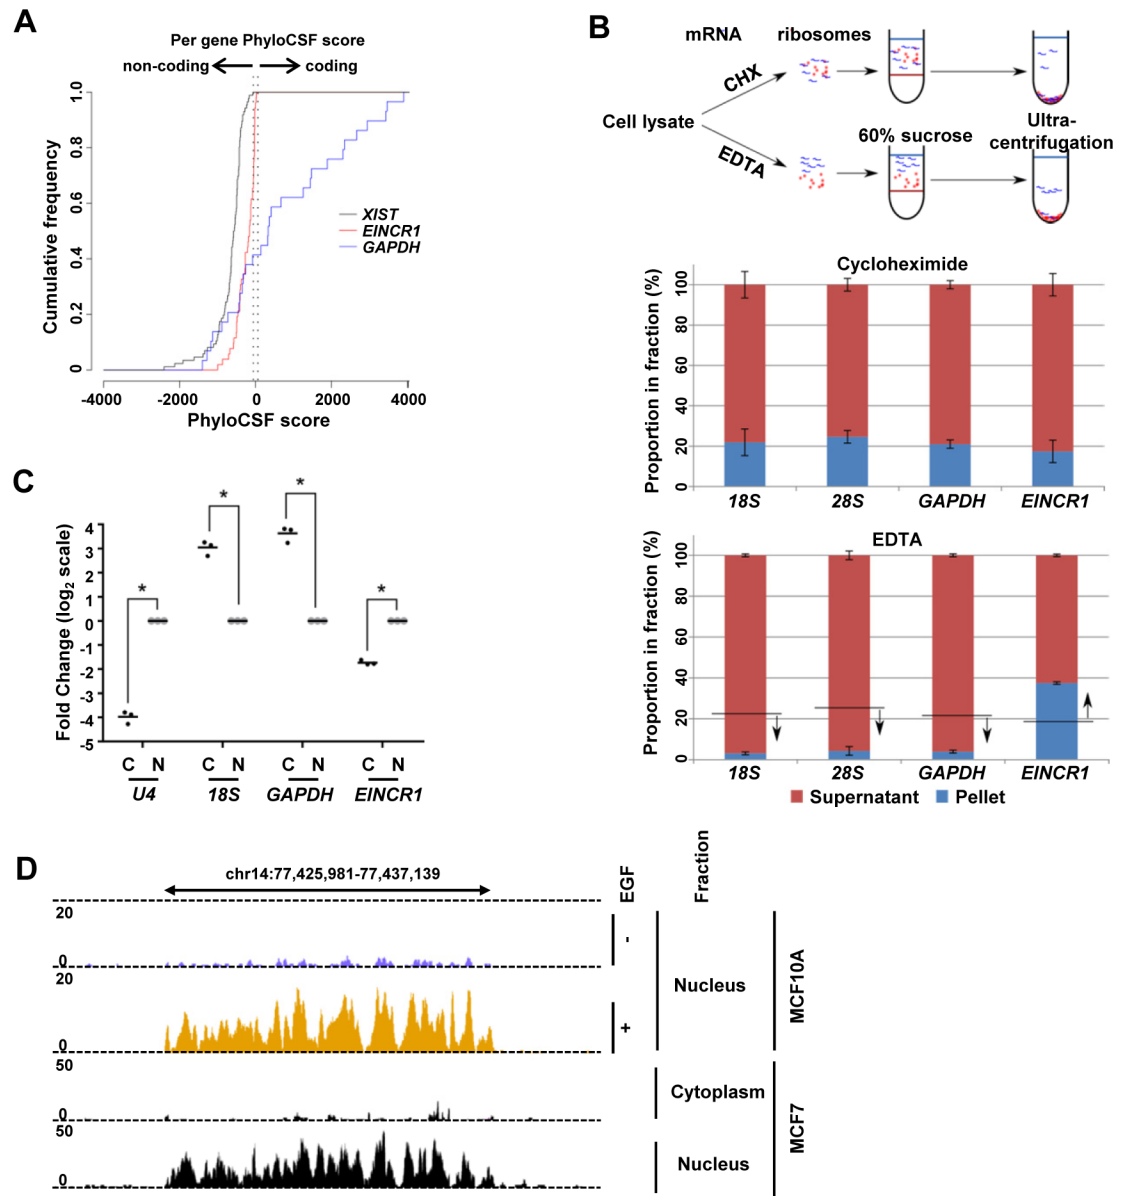 A
Per gene PhyloCSF score
non-coding coding
Cumulative frequency
1.0
0.8
0.6
0.4
0.2
0
XIST
EINCR1
GAPDH
-4000 -2000 0 2000 4000
PhyloCSF score
B
mRNA ribosomes
CHX
Cell lysate
EDTA
60% sucrose
Ultra-
centrifugation
Cycloheximide
Proportion in fraction (%)
100
80
60
40
20
0
18S 28S GAPDH EINCR1
EDTA
Proportion in fraction (%)
100
80
60
40
20
0
18S 28S GAPDH EINCR1
Supernatant Pellet
C
Fold Change (log2 scale)
4
3
2
1
0
-1
-2
-3
-4
-5
* * * *
C N C N C N C N
U4 18S GAPDH EINCR1
D
chr14:77,425,981-77,437,139
EGF
Fraction
20
0
-
20
0
+
Nucleus
MCF10A
50
0
Cytoplasm
50
0
Nucleus
MCF7